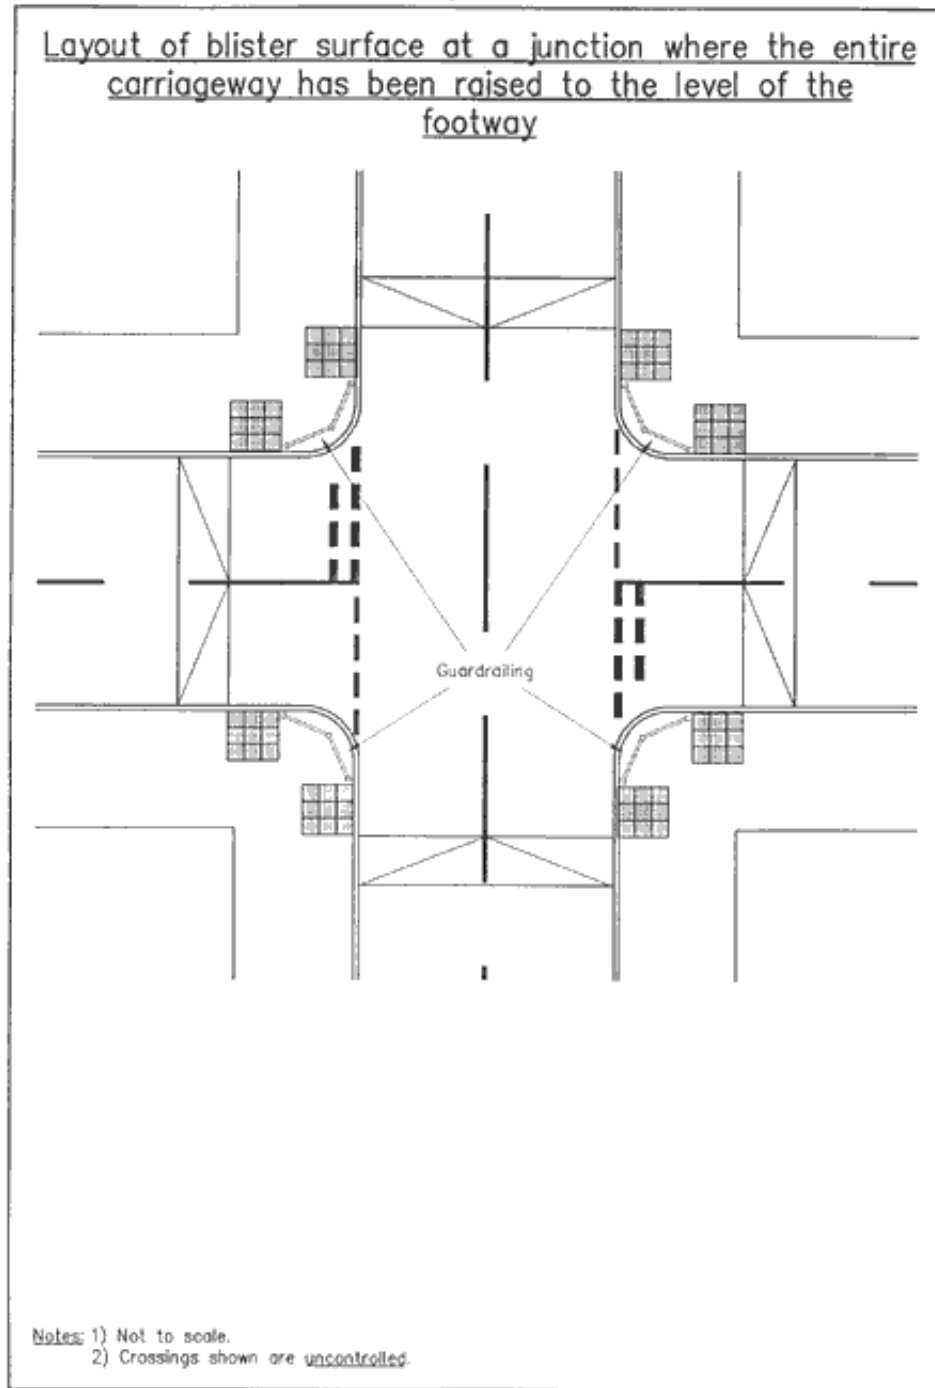 Layout of blister surface at a junction where the entire
carriageway has been raised to the level of the
footway
Guardrailing
Notes: 1) Not to scale.
2) Crossings shown are uncontrolled.